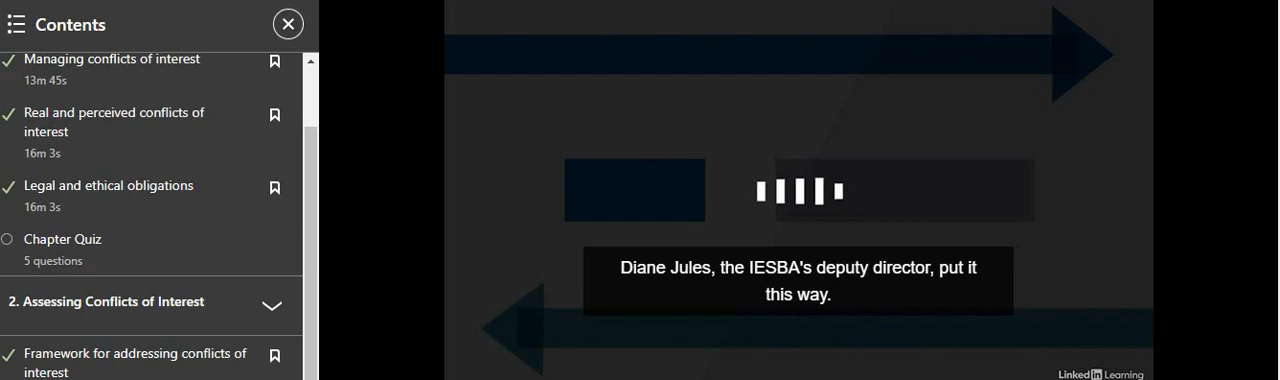 Contents
Managing conflicts of interest
13m 45s
Real and perceived conflicts of
interest
16m 3s
Legal and ethical obligations
16m 3s
Chapter Quiz
5 questions
2. Assessing Conflicts of Interest
Framework for addressing conflicts of
interest
Diane Jules, the IESBA's deputy director, put it
this way.
Linked in Learning